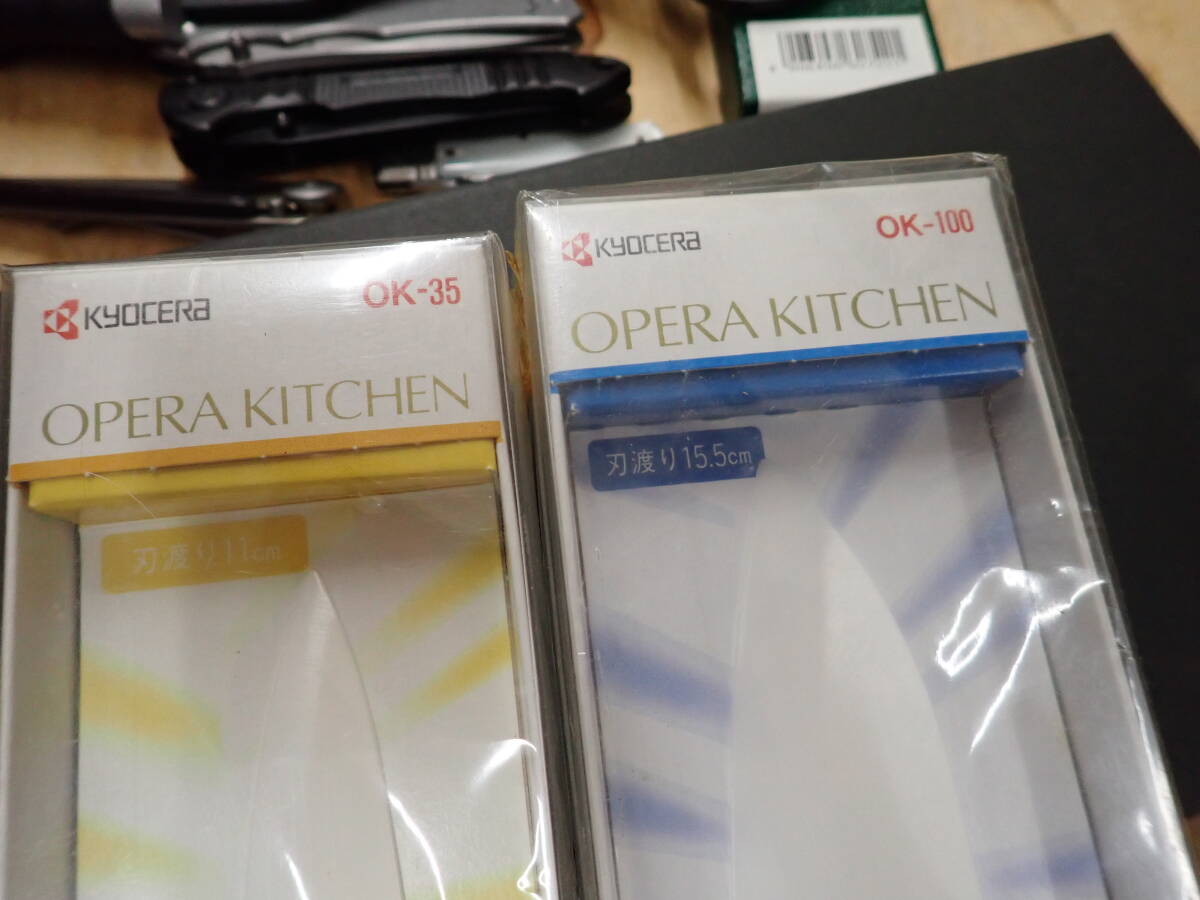 KYOCERA
OK-35
OPERA KITCHEN
刃渡り11cm
KYOCERA
OK-100
OPERA KITCHEN
刃渡り15.5cm